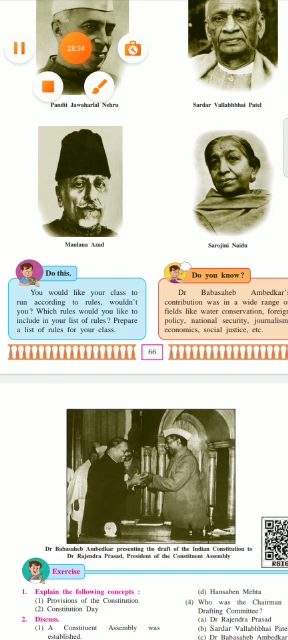 28:34
Pandit Jawaharlal Nehru
Sardar Vallabhbhai Patel
Maulana Azad
Sarojini Naidu
Do this.
You would like your class to
run according to rules, wouldn't
you? Which rules would you like to
include in your list of rules? Prepare
a list of rules for your class.
Do you know?
Dr Babasaheb Ambedkar's
contribution was in a wide range o
fields like water conservation, foreign
policy, national security, journalism
economics, social justice, etc.
66
Dr Babasaheb Ambedkar presenting the draft of the Indian Constitution to
Dr Rajendra Prasad, President of the Constituent Assembly
Exercise
1. Explain the following concepts :
(1) Provisions of the Constitution
(2) Constitution Day
2. Discuss.
(1) A Constituent Assembly was
established.
(d) Hansaben Mehta
(4) Who was the Chairman
Drafting Committee?
(a) Dr Rajendra Prasad
(b) Sardar Vallabhbhai Pate
(c) Dr Babasaheb Ambedkar